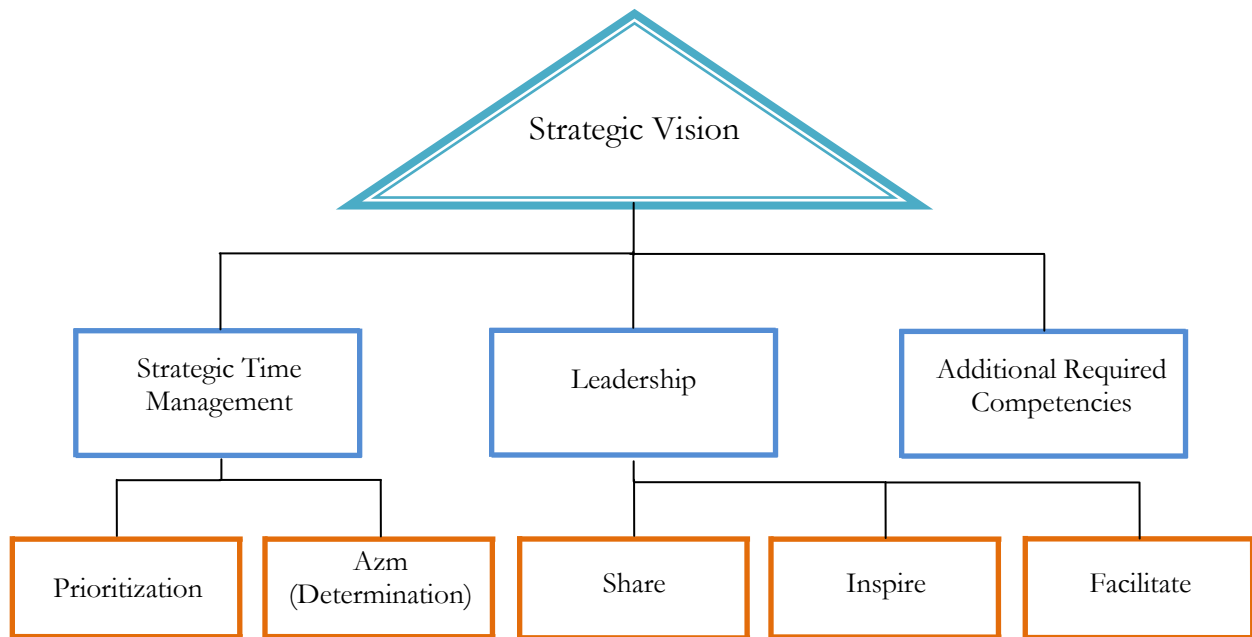 Strategic Vision
Strategic Time
Management
Leadership
Additional Required
Competencies
Prioritization
Azm
(Determination)
Share
Inspire
Facilitate